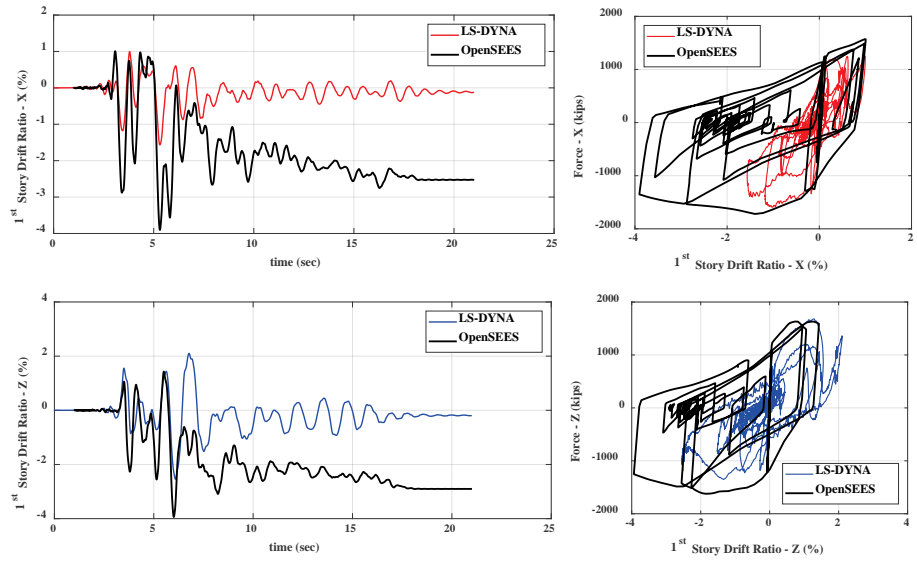 2
1
0
-1
-2
-3
-4
0
5
10
15
20
25
1st Story Drift Ratio - X (%)
time (sec)
LS-DYNA
OpenSEES
2000
1000
0
-1000
-2000
-4
-2
0
2
Force - X (kips)
1st Story Drift Ratio - X (%)
LS-DYNA
OpenSEES
4
2
0
-2
-4
0
5
10
15
20
25
1st Story Drift Ratio - Z (%)
time (sec)
LS-DYNA
OpenSEES
2000
1000
0
-1000
-2000
-4
-2
0
2
4
Force - Z (kips)
1st Story Drift Ratio - Z (%)
LS-DYNA
OpenSEES